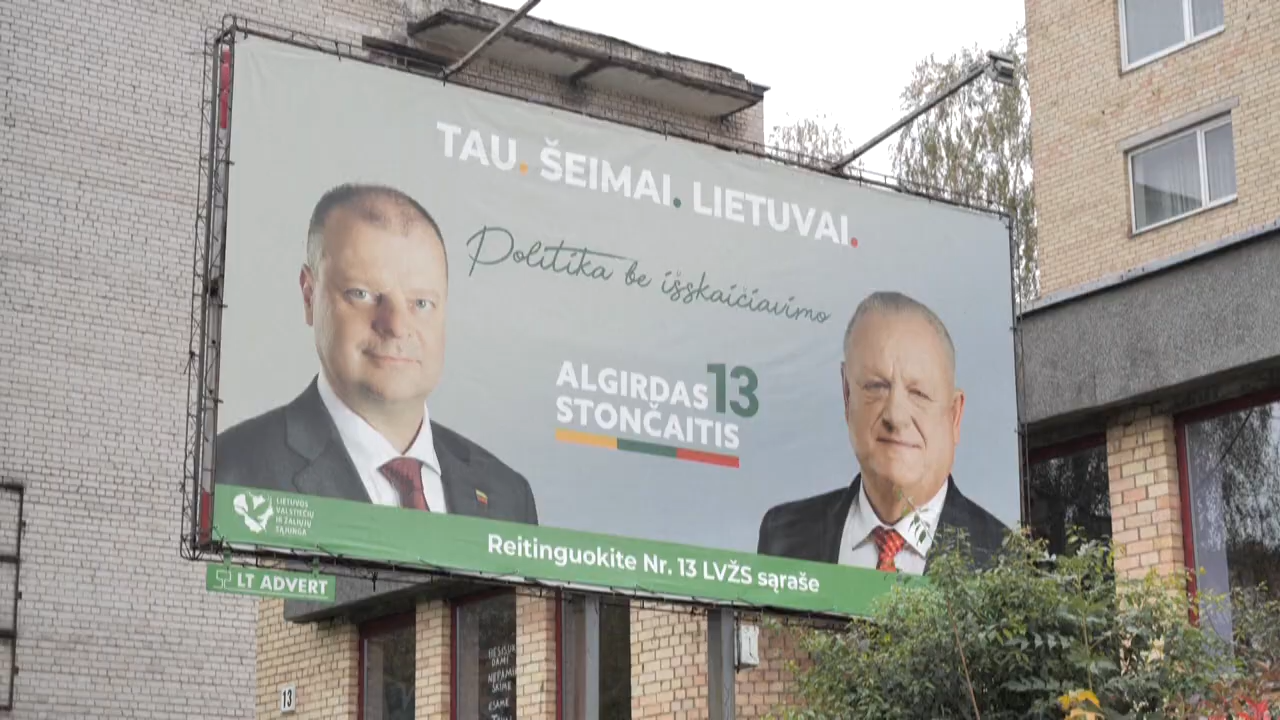 TAU. ŠEIMAI. LIETUVAI.
Politika be išskaičiavimo
ALGIRDAS 13
STONČAITIS
LIETUVOS
VALSTIEČIŲ
IR ŽALIŲJŲ
SĄJUNGA
Reitinguokite Nr. 13 LVŽS sąraše
LT ADVERT
13